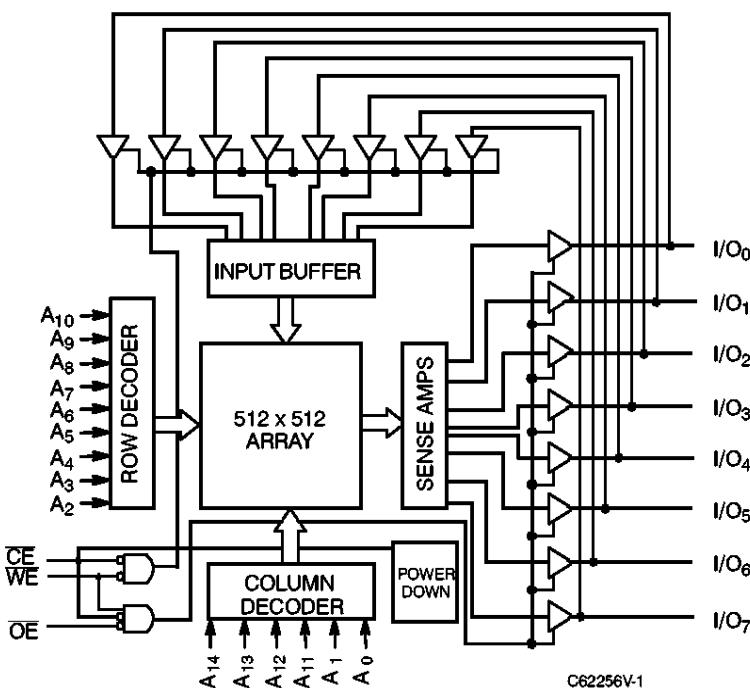 INPUT BUFFER
I/O0
I/O1
I/O2
I/O3
I/O4
I/O5
I/O6
I/O7
A10
A9
A8
A7
A6
A5
A4
A3
A2
ROW DECODER
512 x 512
ARRAY
SENSE AMPS
CE
WE
OE
COLUMN
DECODER
POWER
DOWN
A14
A13
A12
A11
A1
A0
C62256V-1